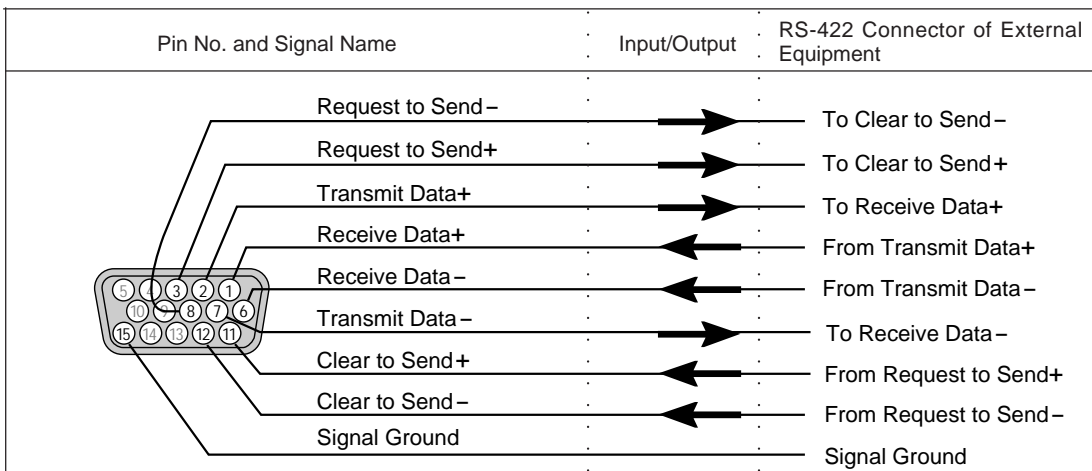 Pin No. and Signal Name
Input/Output
RS-422 Connector of External
Equipment
Request to Send−
To Clear to Send−
Request to Send+
To Clear to Send+
Transmit Data+
To Receive Data+
Receive Data+
From Transmit Data+
Receive Data−
From Transmit Data−
Transmit Data−
To Receive Data−
Clear to Send+
From Request to Send+
Clear to Send−
From Request to Send−
Signal Ground
Signal Ground
5 4 3 2 1
10 9 8 7 6
15 14 13 12 11